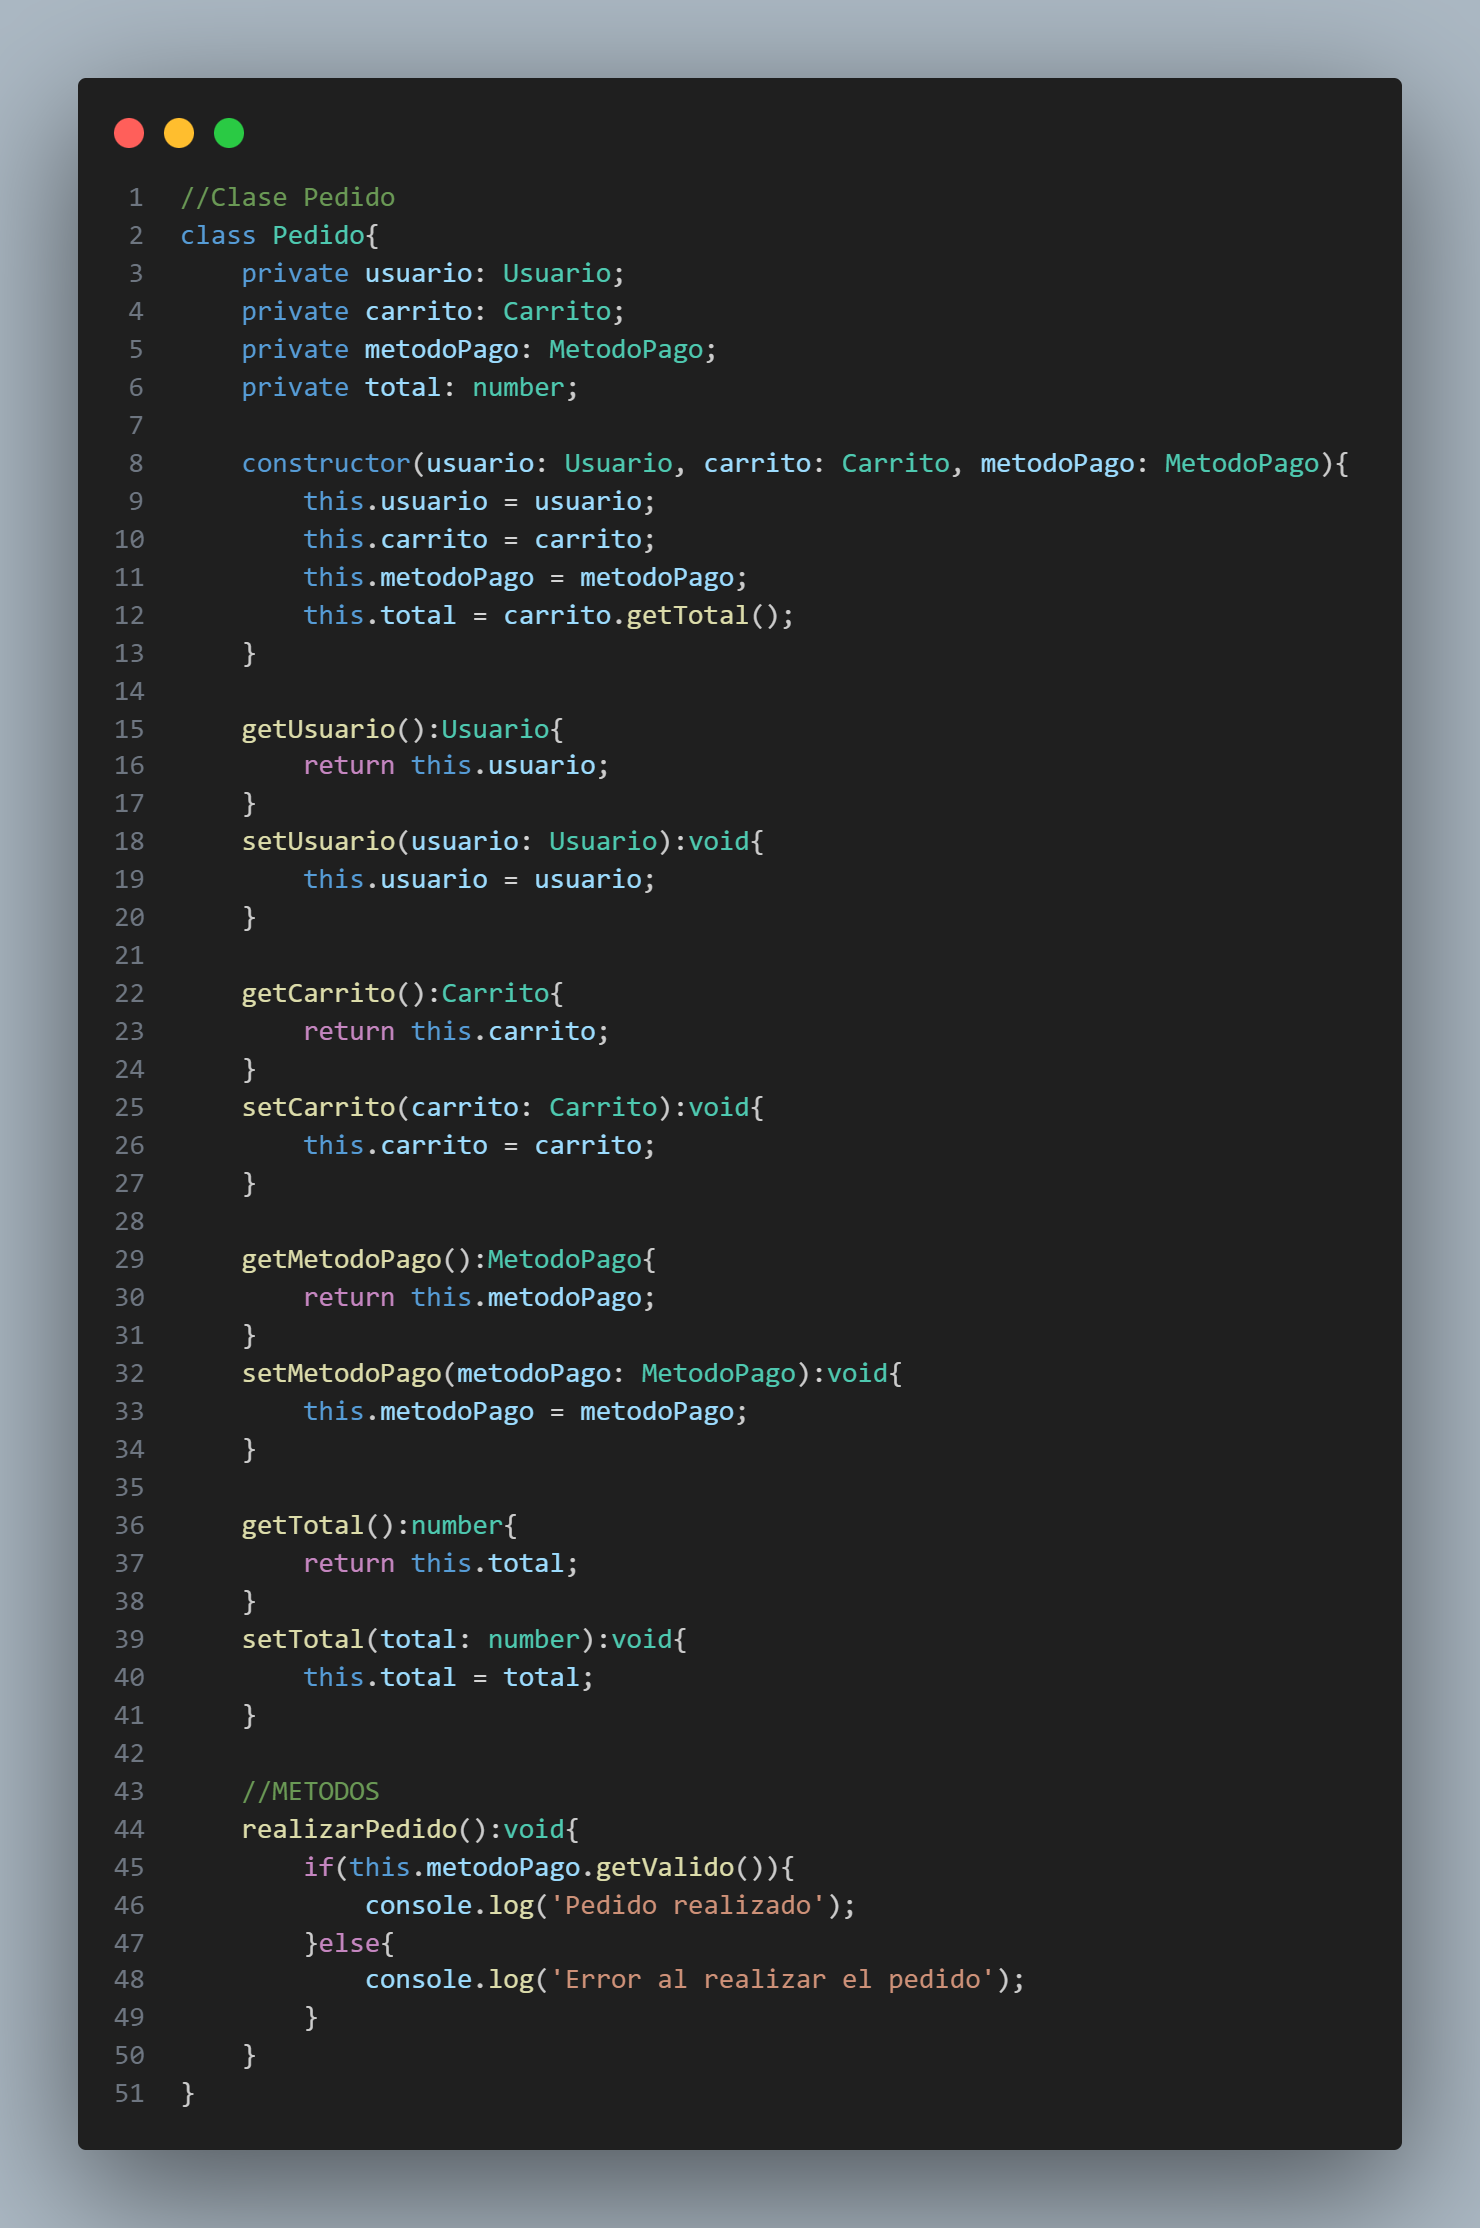 1 //Clase Pedido
2 class Pedido{
3     private usuario: Usuario;
4     private carrito: Carrito;
5     private metodoPago: MetodoPago;
6     private total: number;
7
8     constructor(usuario: Usuario, carrito: Carrito, metodoPago: MetodoPago){
9         this.usuario = usuario;
10         this.carrito = carrito;
11         this.metodoPago = metodoPago;
12         this.total = carrito.getTotal();
13     }
14
15     getUsuario():Usuario{
16         return this.usuario;
17     }
18     setUsuario(usuario: Usuario):void{
19         this.usuario = usuario;
20     }
21
22     getCarrito():Carrito{
23         return this.carrito;
24     }
25     setCarrito(carrito: Carrito):void{
26         this.carrito = carrito;
27     }
28
29     getMetodoPago():MetodoPago{
30         return this.metodoPago;
31     }
32     setMetodoPago(metodoPago: MetodoPago):void{
33         this.metodoPago = metodoPago;
34     }
35
36     getTotal():number{
37         return this.total;
38     }
39     setTotal(total: number):void{
40         this.total = total;
41     }
42
43     //METODOS
44     realizarPedido():void{
45         if(this.metodoPago.getValido()){
46             console.log('Pedido realizado');
47         }else{
48             console.log('Error al realizar el pedido');
49         }
50     }
51 }